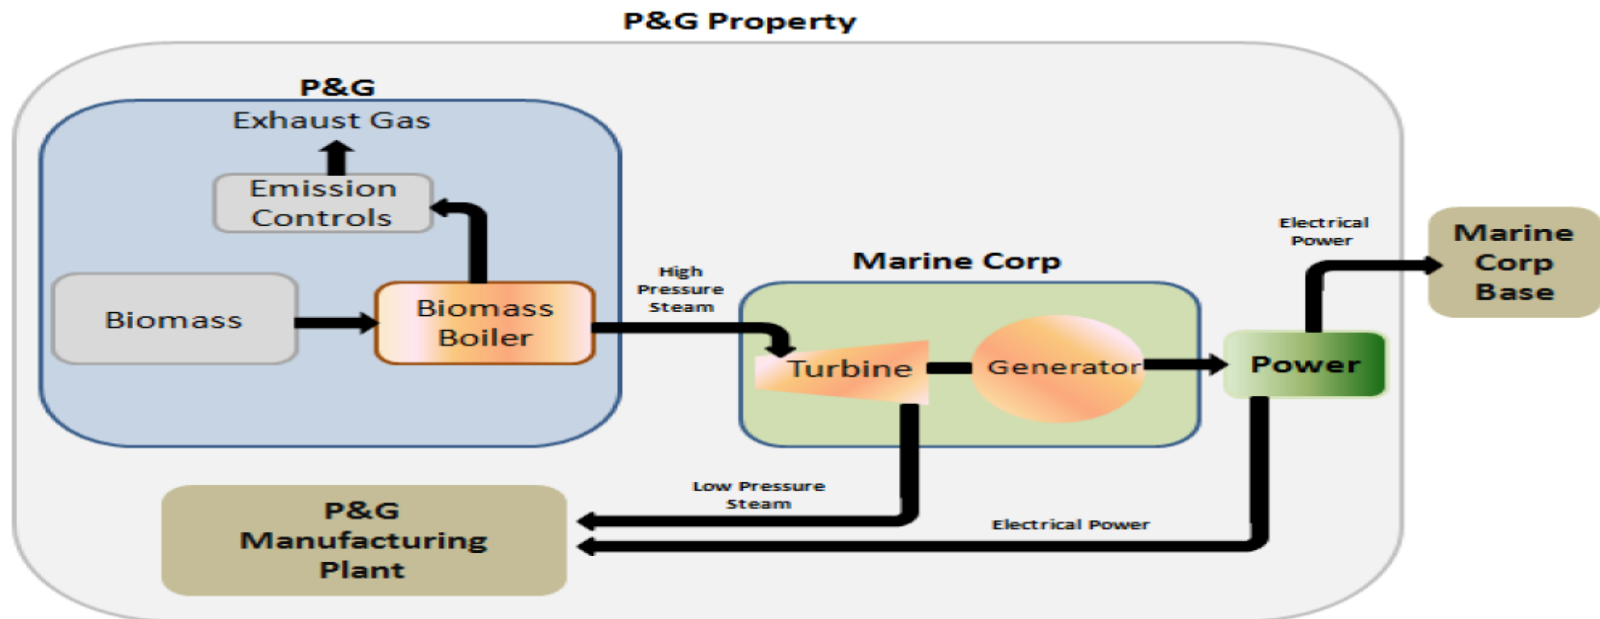 P&G Property
P&G
Exhaust Gas
Emission
Controls
Biomass
Biomass
Boiler
High
Pressure
Steam
Marine Corp
Turbine
Generator
Power
Electrical
Power
Marine
Corp
Base
Low Pressure
Steam
Electrical Power
P&G
Manufacturing
Plant